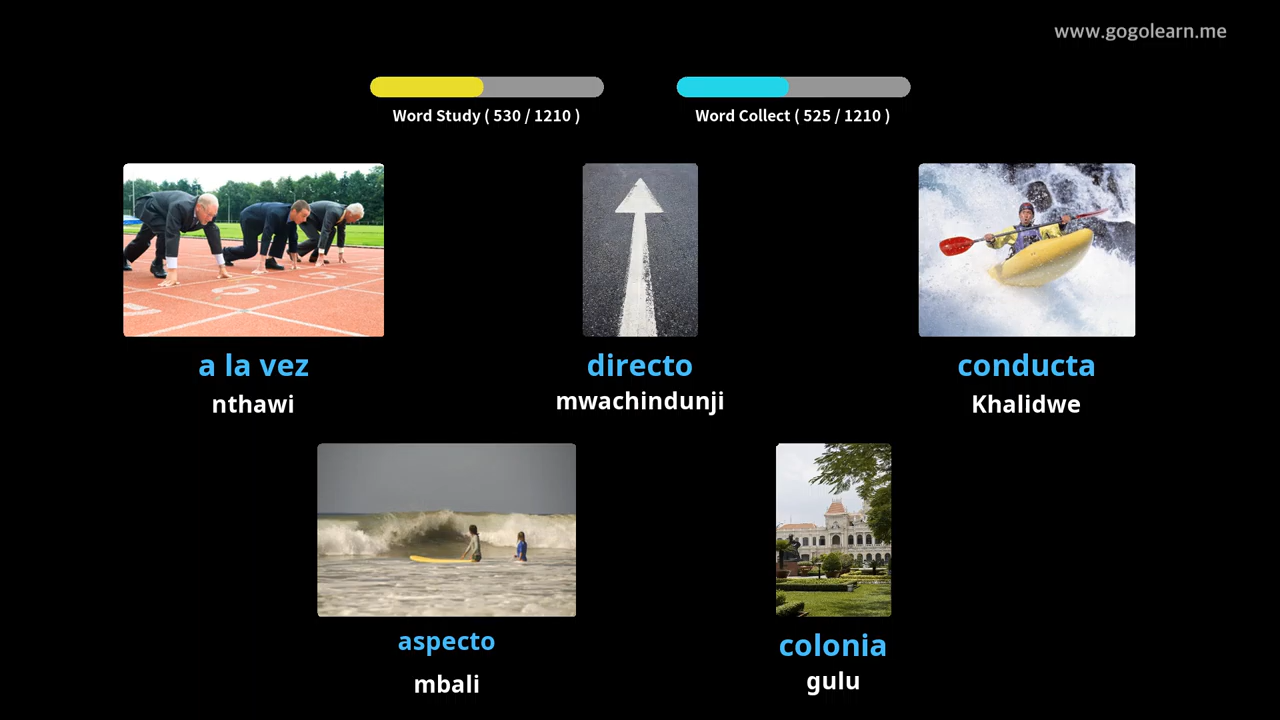 www.gogolearn.me
Word Study ( 530 / 1210 )
Word Collect ( 525 / 1210 )
a la vez
nthawi
directo
mwachindunji
conducta
Khalidwe
aspecto
mbali
colonia
gulu